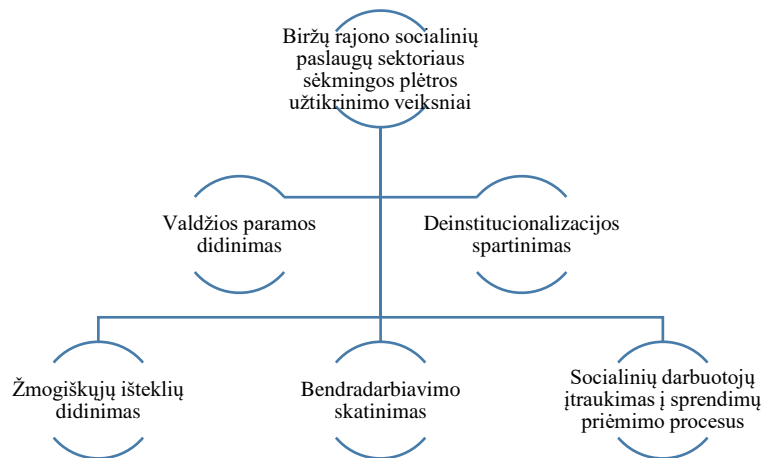 Biržų rajono socialinių
paslaugų sektoriaus
sėkmingos plėtros
užtikrinimo veiksniai
Valdžios paramos
didinimas
Deinstitucionalizacijos
spartinimas
Žmogiškųjų išteklių
didinimas
Bendradarbiavimo
skatinimas
Socialinių darbuotojų
įtraukimas į sprendimų
priėmimo procesus